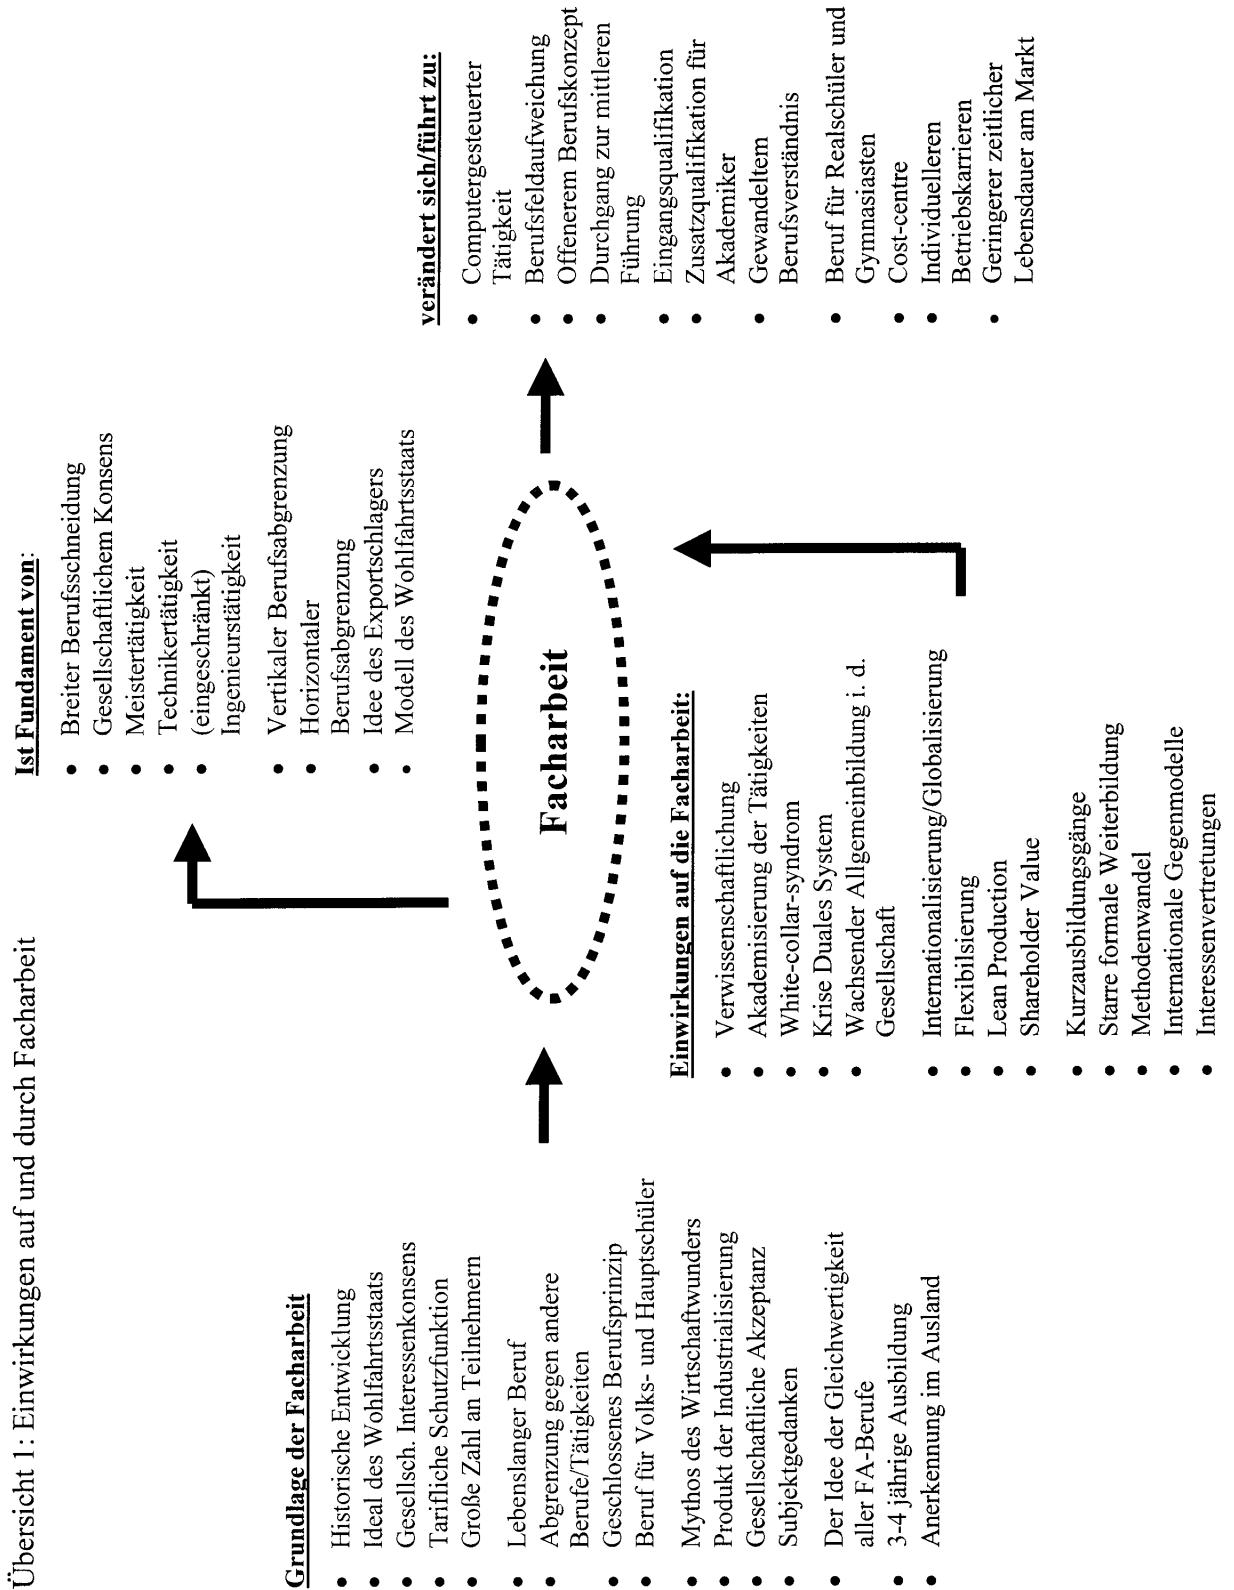 Übersicht 1: Einwirkungen auf und durch Facharbeit
Grundlage der Facharbeit
• Historische Entwicklung
• Ideal des Wohlfahrtsstaats
• Gesellsch. Interessenkonsens
• Tarifliche Schutzfunktion
• Große Zahl an Teilnehmern
• Lebenslanger Beruf
• Abgrenzung gegen andere
Berufe/Tätigkeiten
• Geschlossenes Berufsprinzip
• Beruf für Volks- und Hauptschüler
• Mythos des Wirtschaftwunders
• Produkt der Industrialisierung
• Gesellschaftliche Akzeptanz
• Subjektgedanken
• Der Idee der Gleichwertigkeit
aller FA-Berufe
• 3-4 jährige Ausbildung
• Anerkennung im Ausland
Ist Fundament von:
• Breiter Berufsschneidung
• Gesellschaftlichem Konsens
• Meistertätigkeit
• Technikertätigkeit
• (eingeschränkt)
Ingenieurstätigkeit
• Vertikaler Berufsabgrenzung
• Horizontaler
Berufsabgrenzung
• Idee des Exportschlagers
• Modell des Wohlfahrtsstaats
Facharbeit
Einwirkungen auf die Facharbeit:
• Verwissenschaftlichung
• Akademisierung der Tätigkeiten
• White-collar-syndrom
• Krise Duales System
• Wachsender Allgemeinbildung i. d.
Gesellschaft
• Internationalisierung/Globalisierung
• Flexibilsierung
• Lean Production
• Shareholder Value
• Kurzausbildungsgänge
• Starre formale Weiterbildung
• Methodenwandel
• Internationale Gegenmodelle
• Interessenvertretungen
verändert sich/führt zu:
• Computergesteuerter
Tätigkeit
• Berufsfeldaufweichung
• Offenerem Berufskonzept
• Durchgang zur mittleren
Führung
• Eingangsqualifikation
• Zusatzqualifikation für
Akademiker
• Gewandeltem
Berufsverständnis
• Beruf für Realschüler und
Gymnasiasten
• Cost-centre
• Individuelleren
Betriebskarrieren
• Geringerer zeitlicher
Lebensdauer am Markt